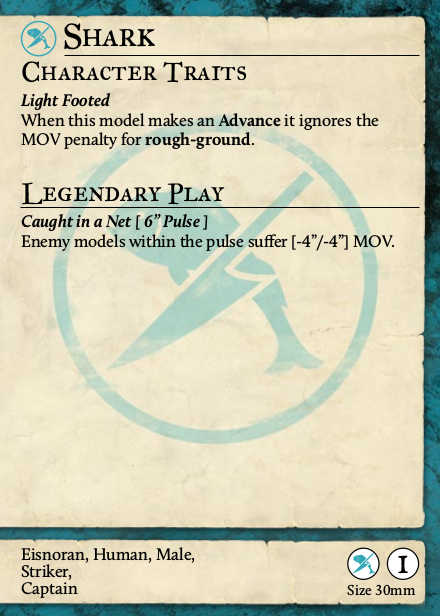 Shark
Character Traits
Light Footed
When this model makes an Advance it ignores the
MOV penalty for rough-ground.
Legendary Play
Caught in a Net [ 6” Pulse ]
Enemy models within the pulse suffer [-4”/-4”] MOV.
Eisnoran, Human, Male,
Striker,
Captain
1
Size 30mm